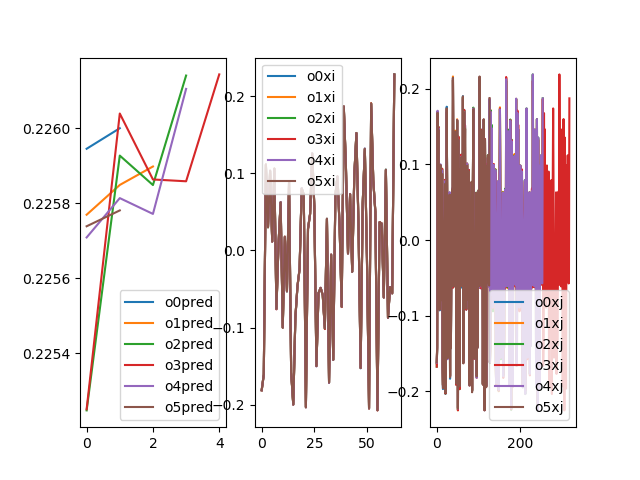 0.2260
0.2258
0.2256
0.2254
0 2 4
o0pred
o1pred
o2pred
o3pred
o4pred
o5pred
0.2
0.1
0.0
−0.1
−0.2
0 25 50
o0xi
o1xi
o2xi
o3xi
o4xi
o5xi
0.2
0.1
0.0
−0.1
−0.2
0 200
o0xj
o1xj
o2xj
o3xj
o4xj
o5xj